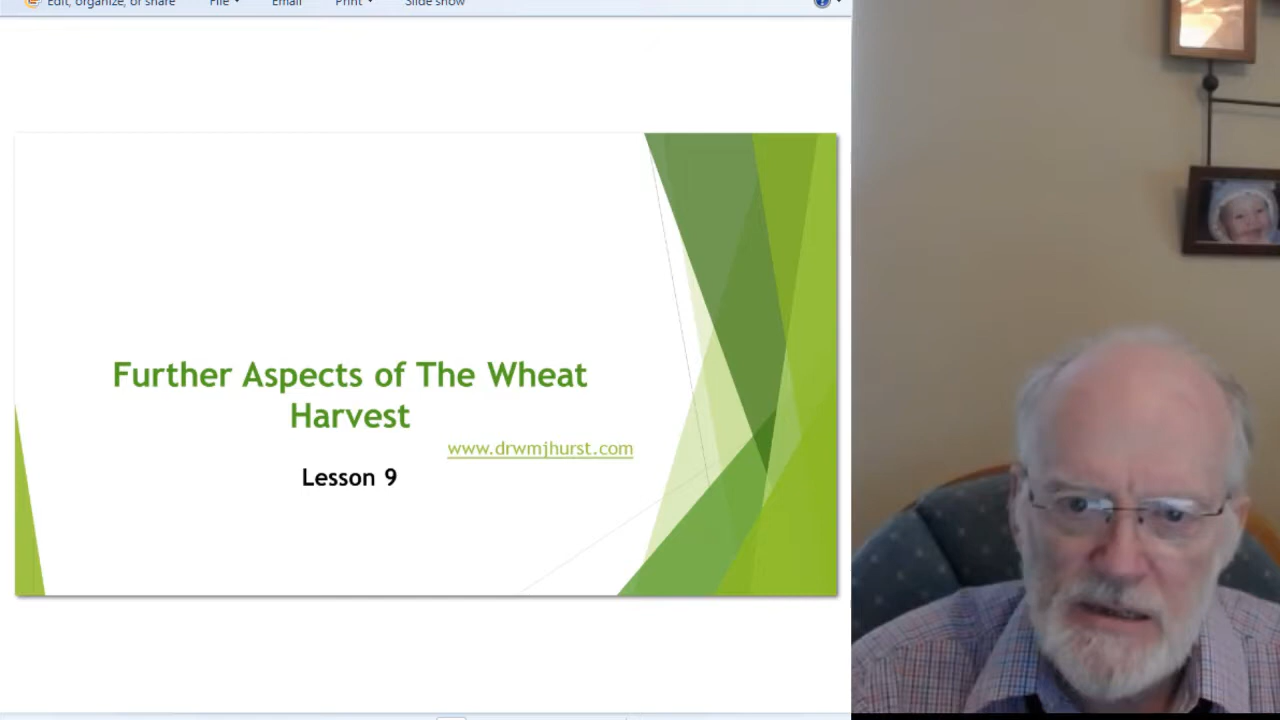 Edit, organize, or share File Email Print Slide show
Further Aspects of The Wheat
Harvest
www.drwmjhurst.com
Lesson 9